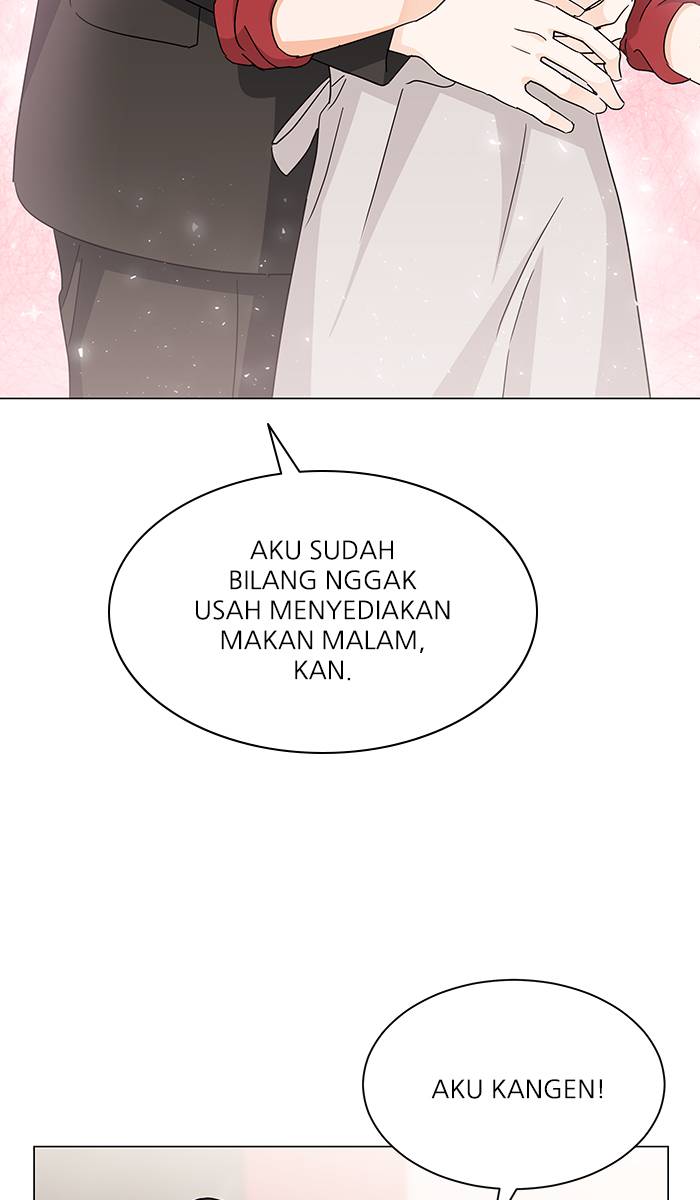 AKU SUDAH
BILANG NGGAK
USAH MENYEDIAKAN
MAKAN MALAM,
KAN.
AKU KANGEN!